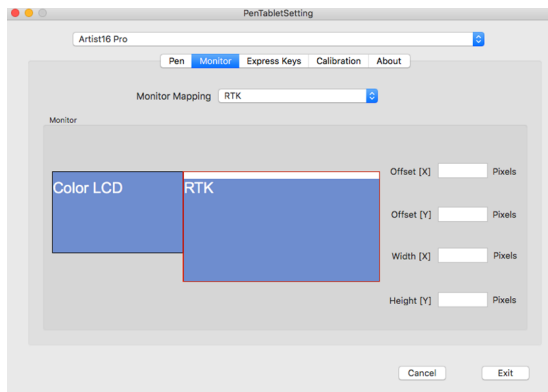 PenTabletSetting
Artist16 Pro
Pen Monitor Express Keys Calibration About
Monitor Mapping RTK
Monitor
Color LCD RTK
Offset [X] Pixels
Offset [Y] Pixels
Width [X] Pixels
Height [Y] Pixels
Cancel Exit